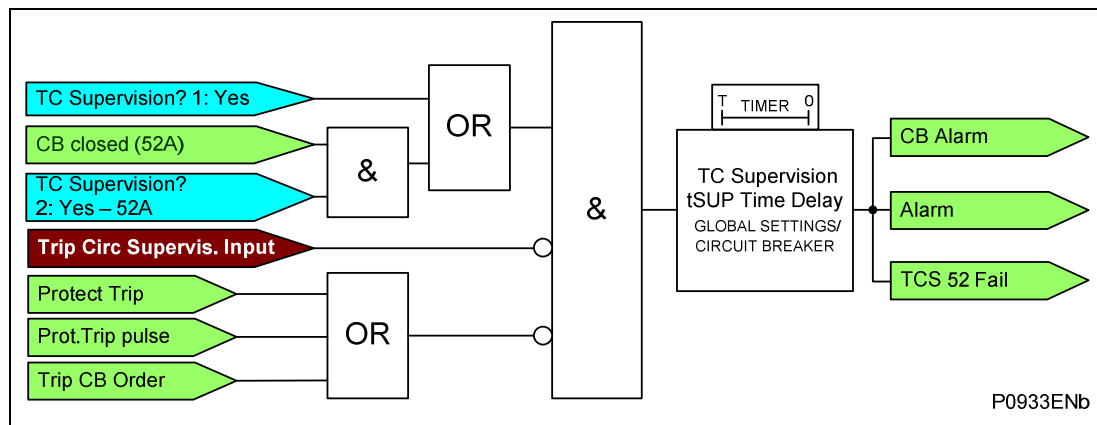 TC Supervision? 1: Yes
CB closed (52A)
TC Supervision?
2: Yes – 52A
Trip Circ Supervis. Input
Protect Trip
Prot.Trip pulse
Trip CB Order
&
OR
OR
&
T TIMER 0
TC Supervision
tSUP Time Delay
GLOBAL SETTINGS/
CIRCUIT BREAKER
CB Alarm
Alarm
TCS 52 Fail
P0933ENb